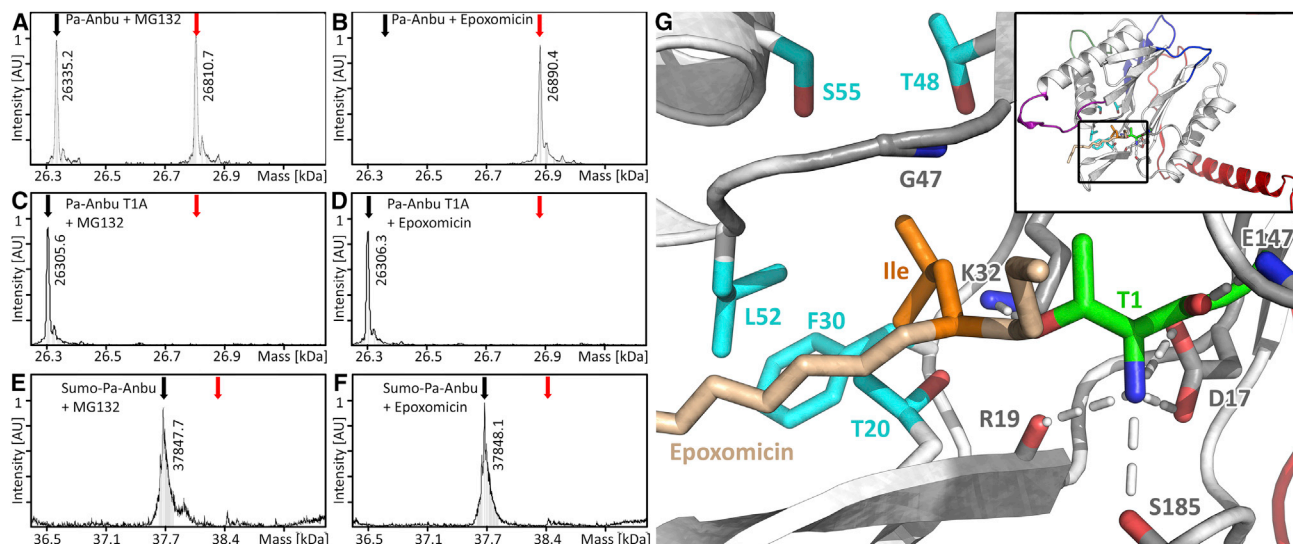 A
Pa-Anbu + MG132
1
Intensity [AU]
26335.2
26810.7
26.3 26.5 26.7 26.9 Mass [kDa]
B
Pa-Anbu + Epoxomicin
1
Intensity [AU]
26890.4
26.3 26.5 26.7 26.9 Mass [kDa]
C
Pa-Anbu T1A
+ MG132
1
Intensity [AU]
26305.6
26.3 26.5 26.7 26.9 Mass [kDa]
D
Pa-Anbu T1A
+ Epoxomicin
1
Intensity [AU]
26306.3
26.3 26.5 26.7 26.9 Mass [kDa]
E
Sumo-Pa-Anbu
+ MG132
1
Intensity [AU]
37847.7
36.5 37.1 37.7 38.4 Mass [kDa]
F
Sumo-Pa-Anbu
+ Epoxomicin
1
Intensity [AU]
37848.1
36.5 37.1 37.7 38.4 Mass [kDa]
G
S55
T48
G47
E147
Ile
K32
T1
L52
F30
D17
R19
T20
Epoxomicin
S185